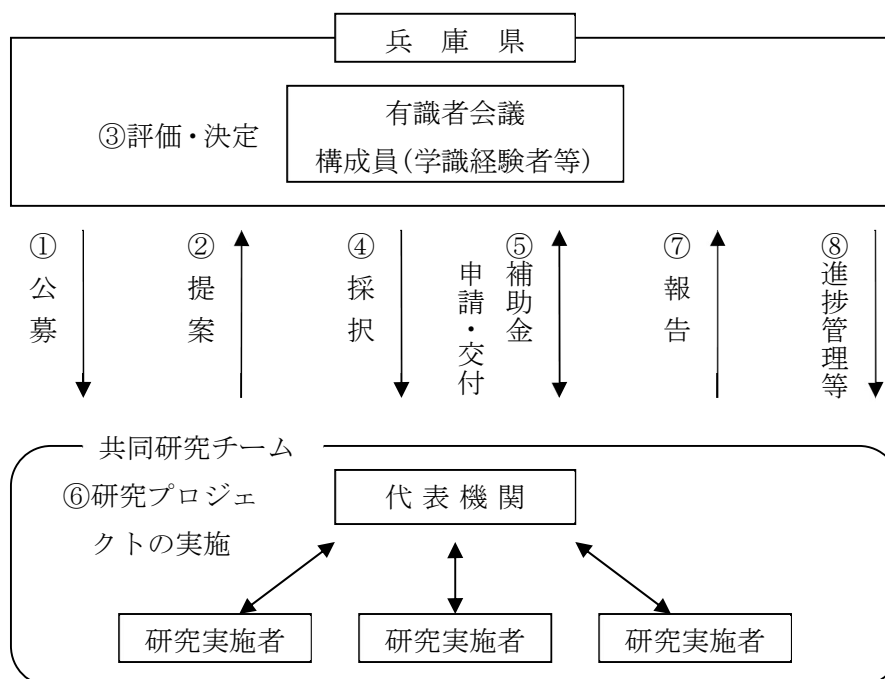 兵　庫　県
③評価・決定
有識者会議
構成員（学識経験者等）
①公募
②提案
④採択
⑤補助金
申請・交付
⑦報告
⑧進捗管理等
共同研究チーム
⑥研究プロジェ
クトの実施
代 表 機 関
研究実施者
研究実施者
研究実施者